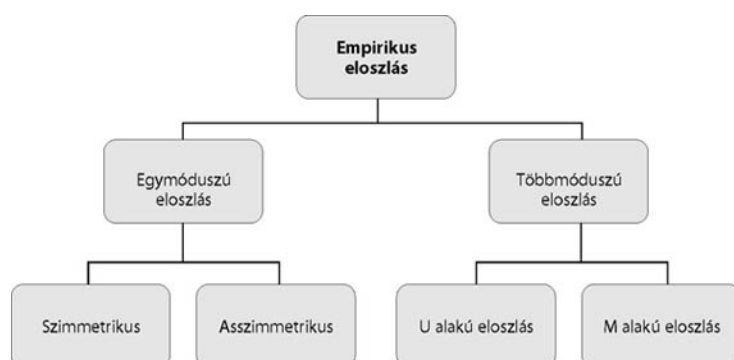 Empirikus
eloszlás
Egymóduszú
eloszlás
Többmóduszú
eloszlás
Szimmetrikus
Asszimmetrikus
U alakú eloszlás
M alakú eloszlás